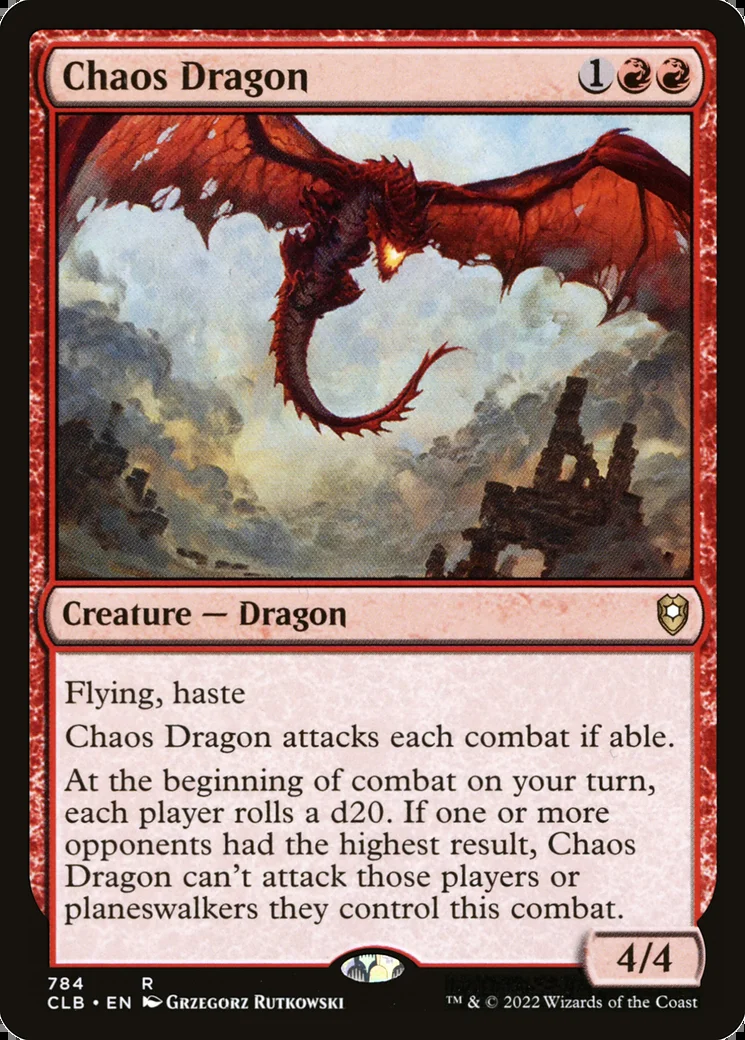 Chaos Dragon 1
Creature — Dragon
Flying, haste
Chaos Dragon attacks each combat if able.
At the beginning of combat on your turn,
each player rolls a d20. If one or more
opponents had the highest result, Chaos
Dragon can't attack those players or
planeswalkers they control this combat.
4/4
784 R
CLB • EN Grzegorz Rutkowski
™ & © 2022 Wizards of the Coast